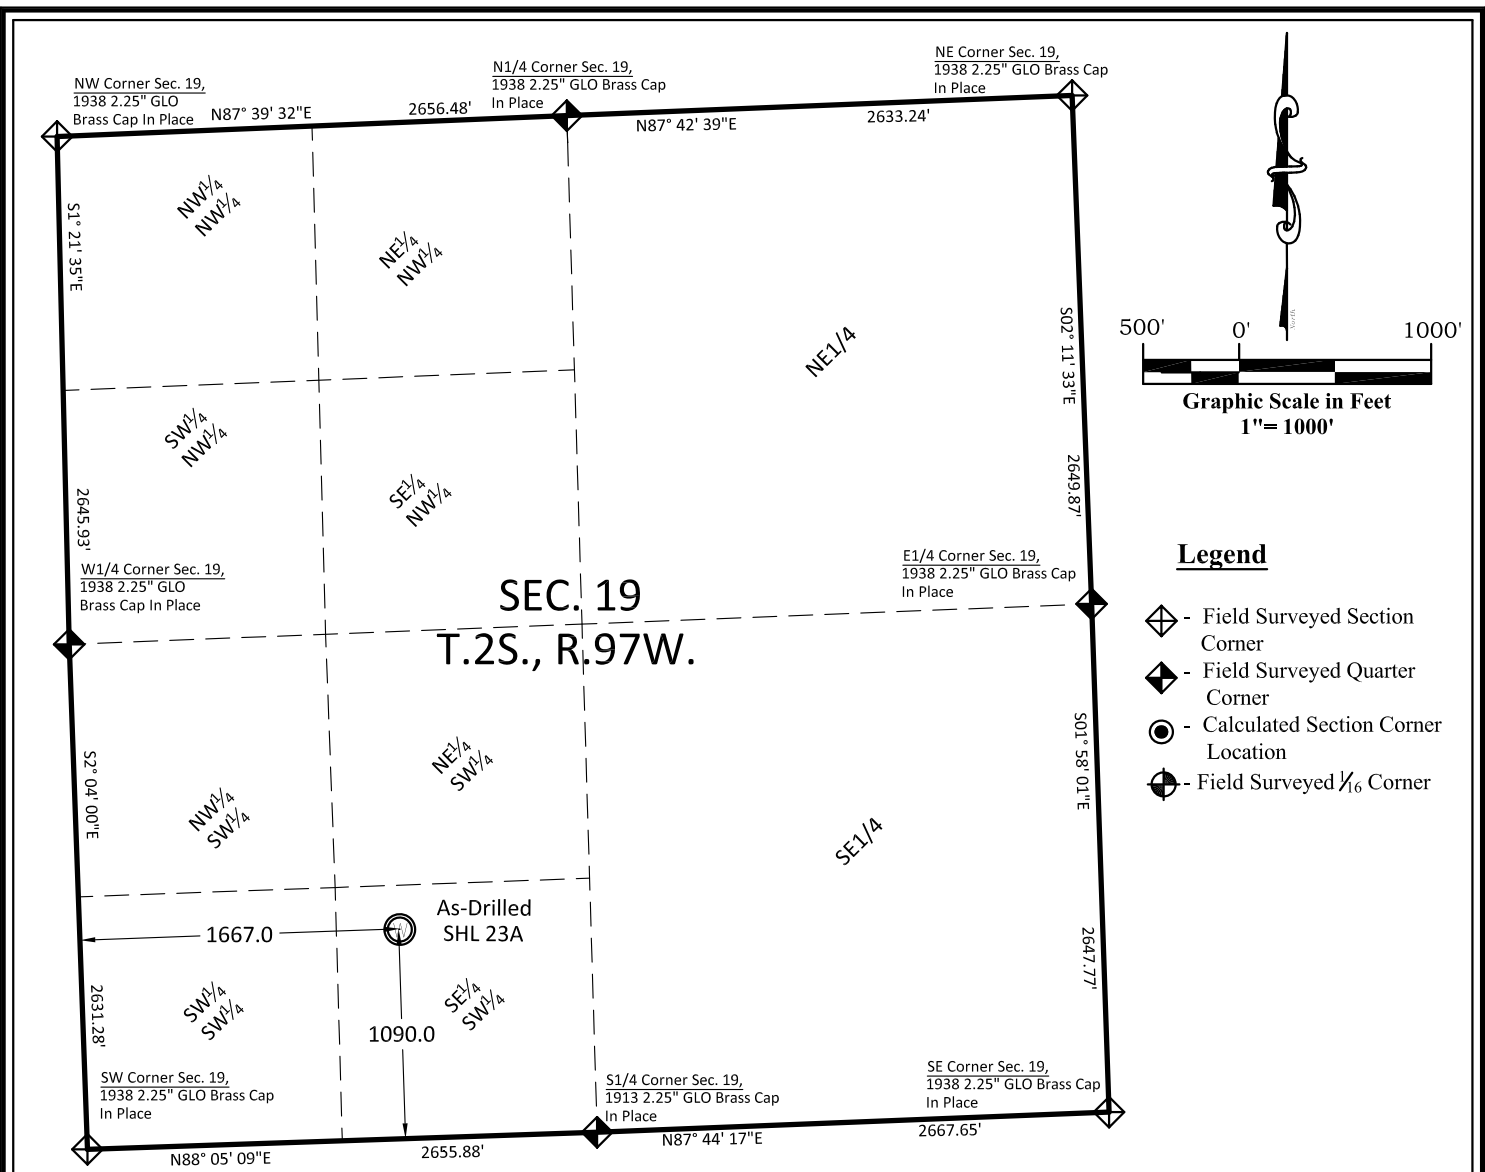 NW Corner Sec. 19,
1938 2.25" GLO
Brass Cap In Place
N87° 39' 32"E
2656.48'
N1/4 Corner Sec. 19,
1938 2.25" GLO Brass Cap
In Place
N87° 42' 39"E
2633.24'
NE Corner Sec. 19,
1938 2.25" GLO Brass Cap
In Place
S1° 21' 35"E
2645.93'
NW1/4
NW1/4
NE1/4
NW1/4
SW1/4
NW1/4
SE1/4
NW1/4
NE1/4
S02° 11' 33"E
2649.87'
W1/4 Corner Sec. 19,
1938 2.25" GLO
Brass Cap In Place
SEC. 19
T.2S., R.97W.
E1/4 Corner Sec. 19,
1938 2.25" GLO Brass Cap
In Place
S2° 04' 00"E
2631.28'
NW1/4
SW1/4
NE1/4
SW1/4
SE1/4
S01° 58' 01"E
2647.77'
As-Drilled
SHL 23A
1667.0
1090.0
SW1/4
SW1/4
SE1/4
SW1/4
SW Corner Sec. 19,
1938 2.25" GLO Brass Cap
In Place
N88° 05' 09"E
2655.88'
S1/4 Corner Sec. 19,
1913 2.25" GLO Brass Cap
In Place
N87° 44' 17"E
2667.65'
SE Corner Sec. 19,
1938 2.25" GLO Brass Cap
In Place
North
500' 0' 1000'
Graphic Scale in Feet
1"= 1000'
Legend
- Field Surveyed Section
Corner
- Field Surveyed Quarter
Corner
- Calculated Section Corner
Location
- Field Surveyed 1/16 Corner